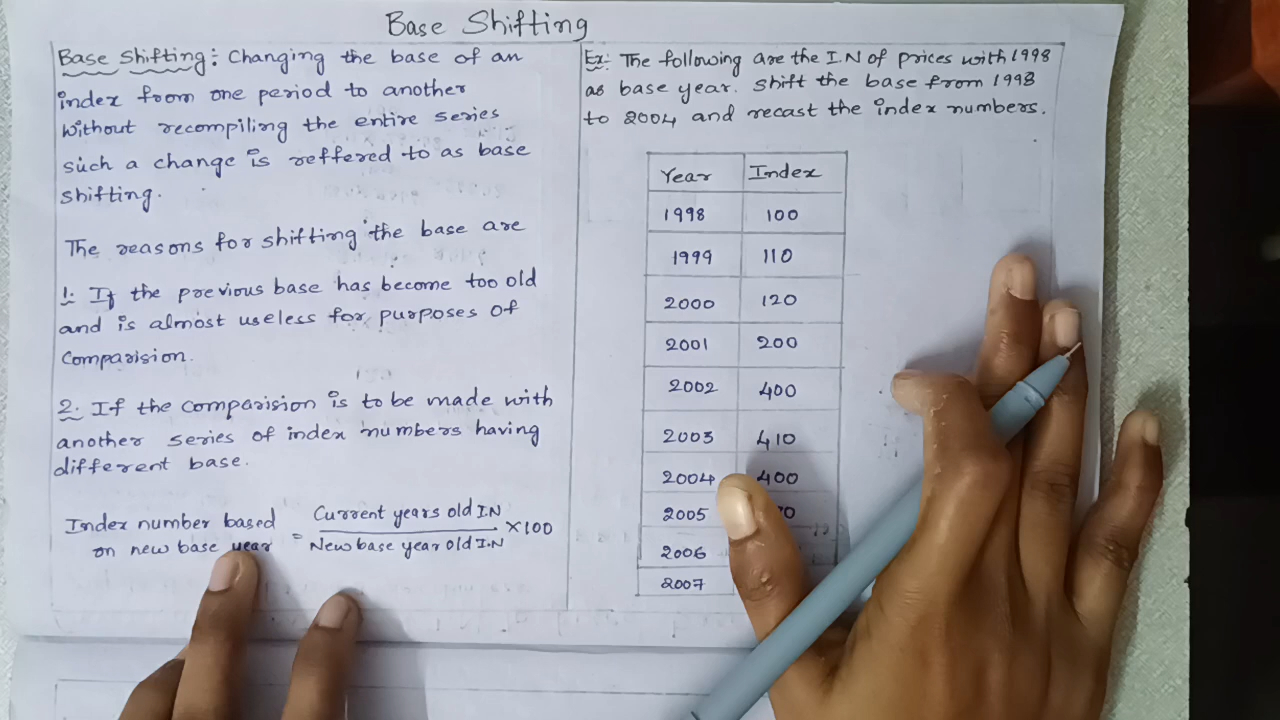 Base Shifting
Base Shifting: Changing the base of an
index from one period to another
without recompiling the entire series
such a change is reffered to as base
shifting.
The reasons for shifting the base are
1. If the previous base has become too old
and is almost useless for purposes of
Comparision.
2. If the comparision is to be made with
another series of index numbers having
different base.
Index number based
on new base year
= Current years old I.N
New base year old I.N
×100
Ex: The following are the I.N of prices with 1998
as base year. shift the base from 1998
to 2004 and recast the index numbers.
Year Index
1998 100
1999 110
2000 120
2001 200
2002 400
2003 410
2004 400
2005
2006
2007